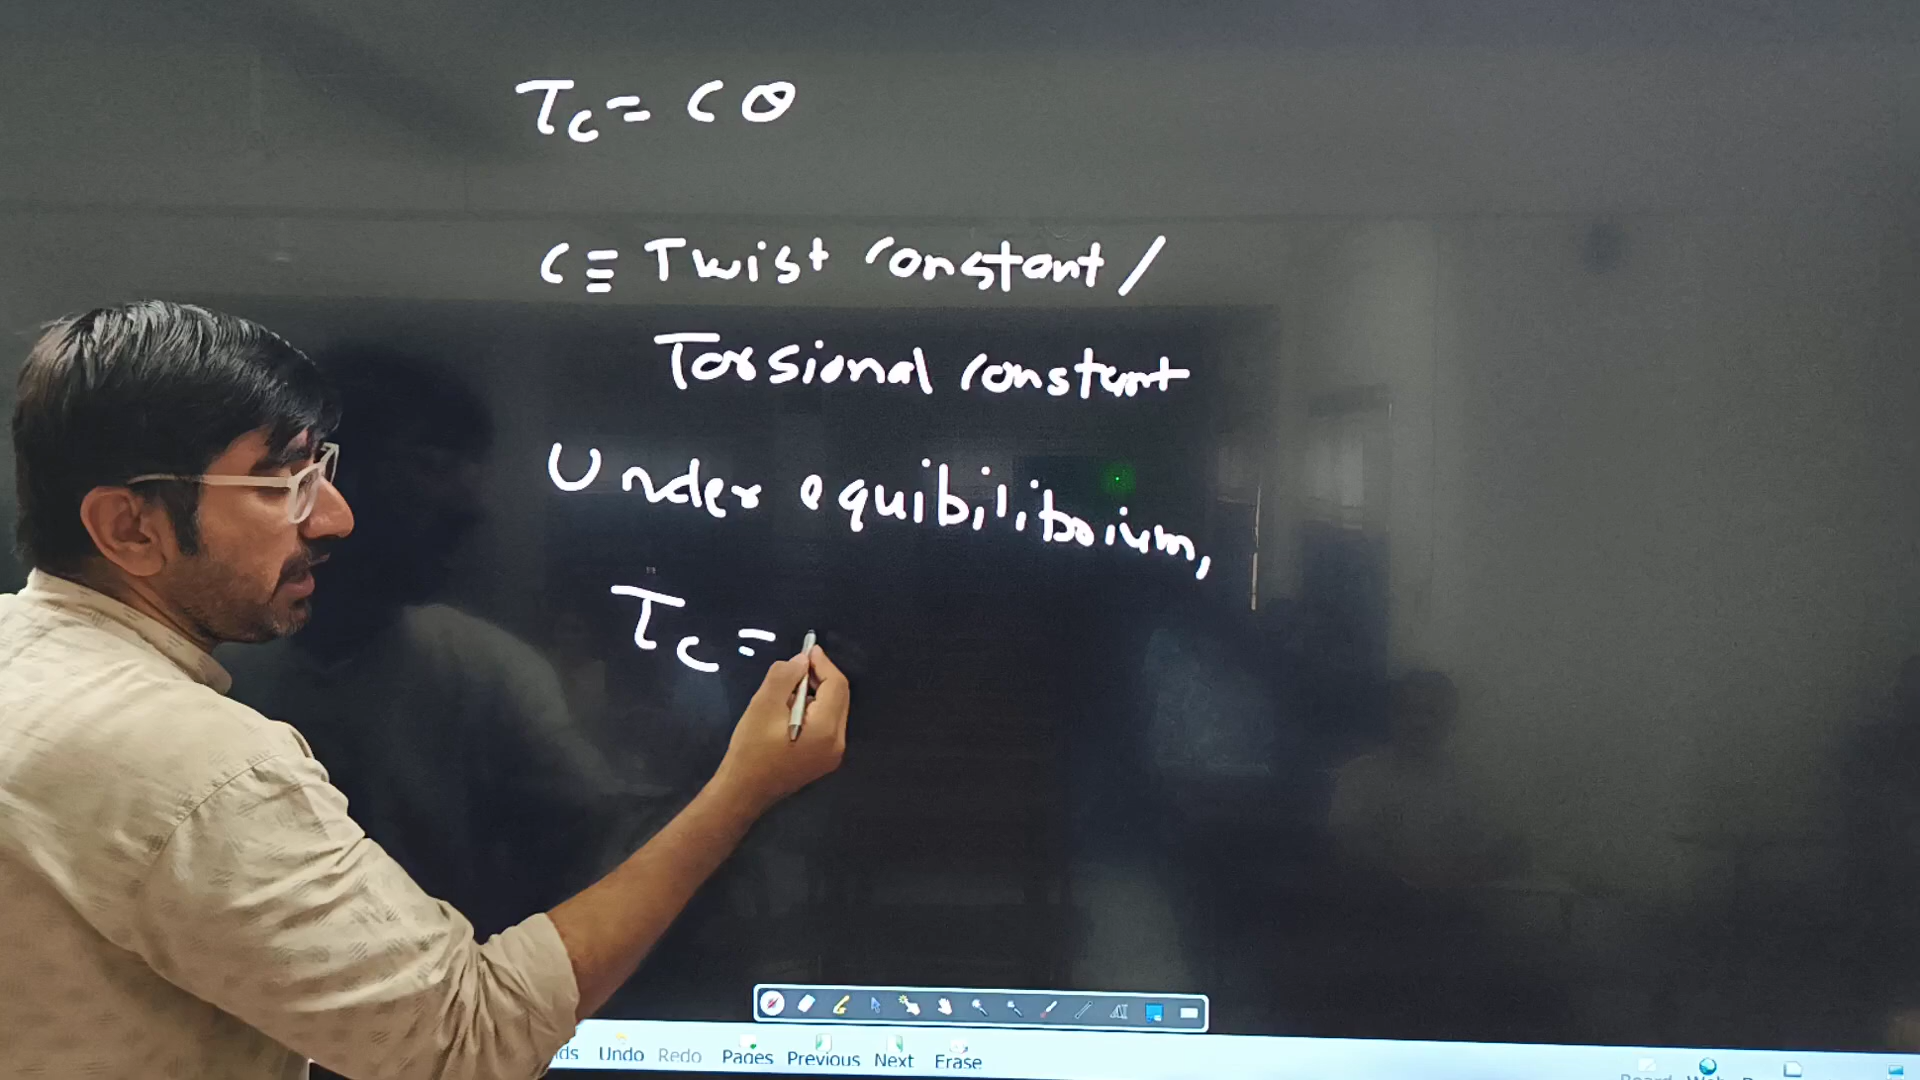 τc = Cθ
C ≡ Twist constant /
Torsional constant
Under equibilibrium,
τc =
Undo Redo Pages Previous Next Erase